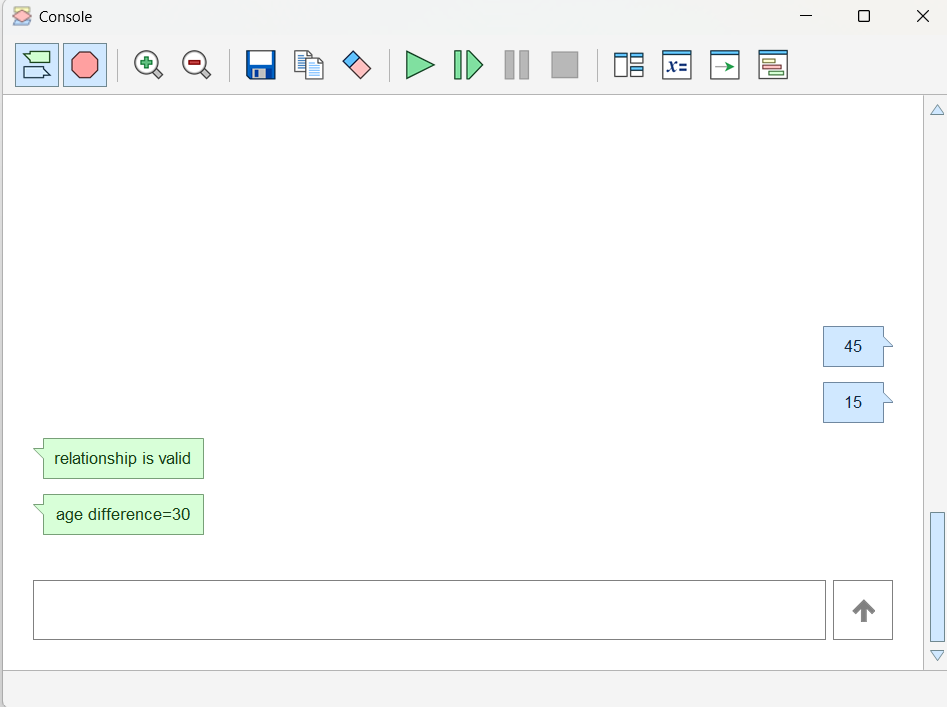 Console
x=
45
15
relationship is valid
age difference=30